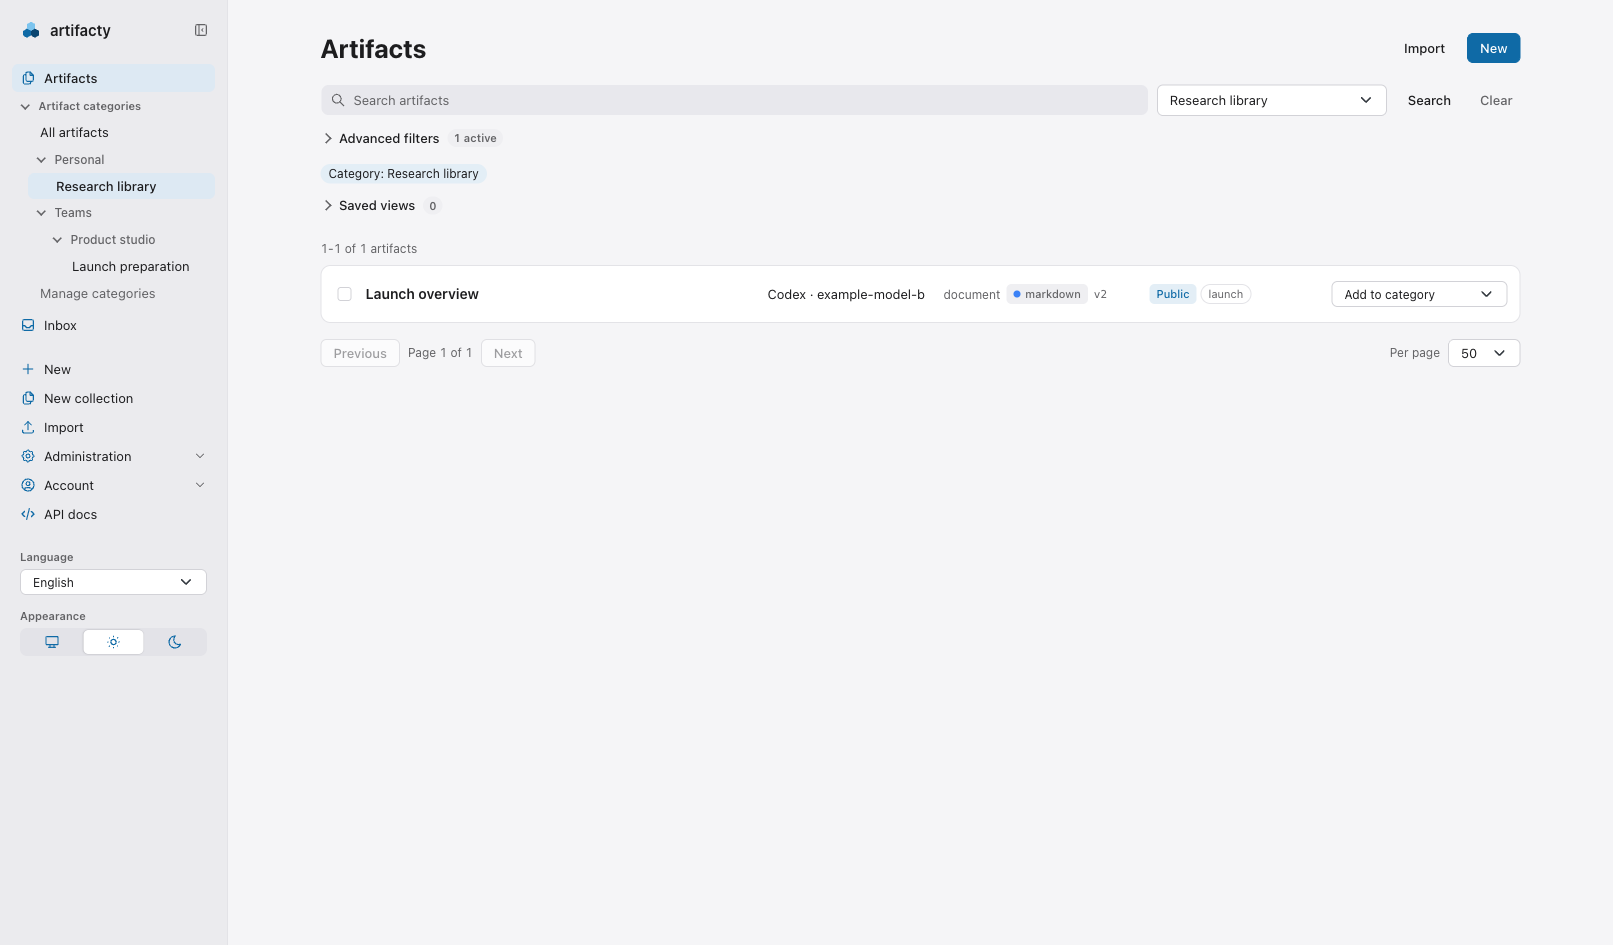 artifacty
Artifacts
Artifact categories
All artifacts
Personal
Research library
Teams
Product studio
Launch preparation
Manage categories
Inbox
New
New collection
Import
Administration
Account
API docs
Language
English
Appearance
Artifacts
Import
New
Search artifacts
Research library
Search
Clear
Advanced filters
1 active
Category: Research library
Saved views
0
1-1 of 1 artifacts
Launch overview
Codex · example-model-b
document
markdown
v2
Public
launch
Add to category
Previous
Page 1 of 1
Next
Per page
50